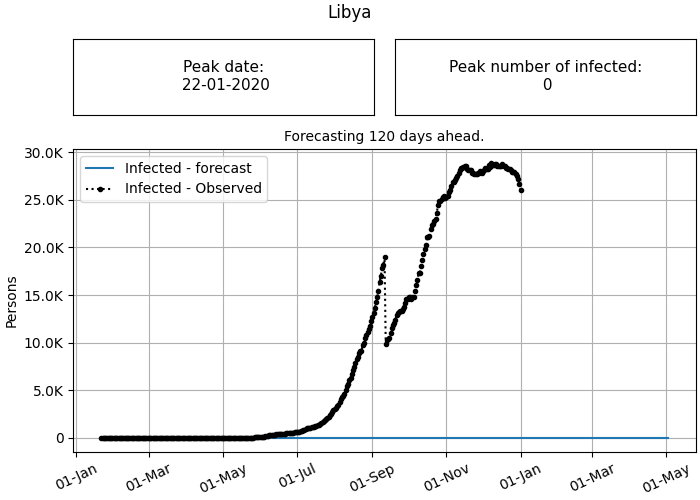 Libya
Peak date:
22-01-2020
Peak number of infected:
0
Forecasting 120 days ahead.
Infected - forecast
Infected - Observed
Persons
30.0K
25.0K
20.0K
15.0K
10.0K
5.0K
0
01-Jan
01-Mar
01-May
01-Jul
01-Sep
01-Nov
01-Jan
01-Mar
01-May